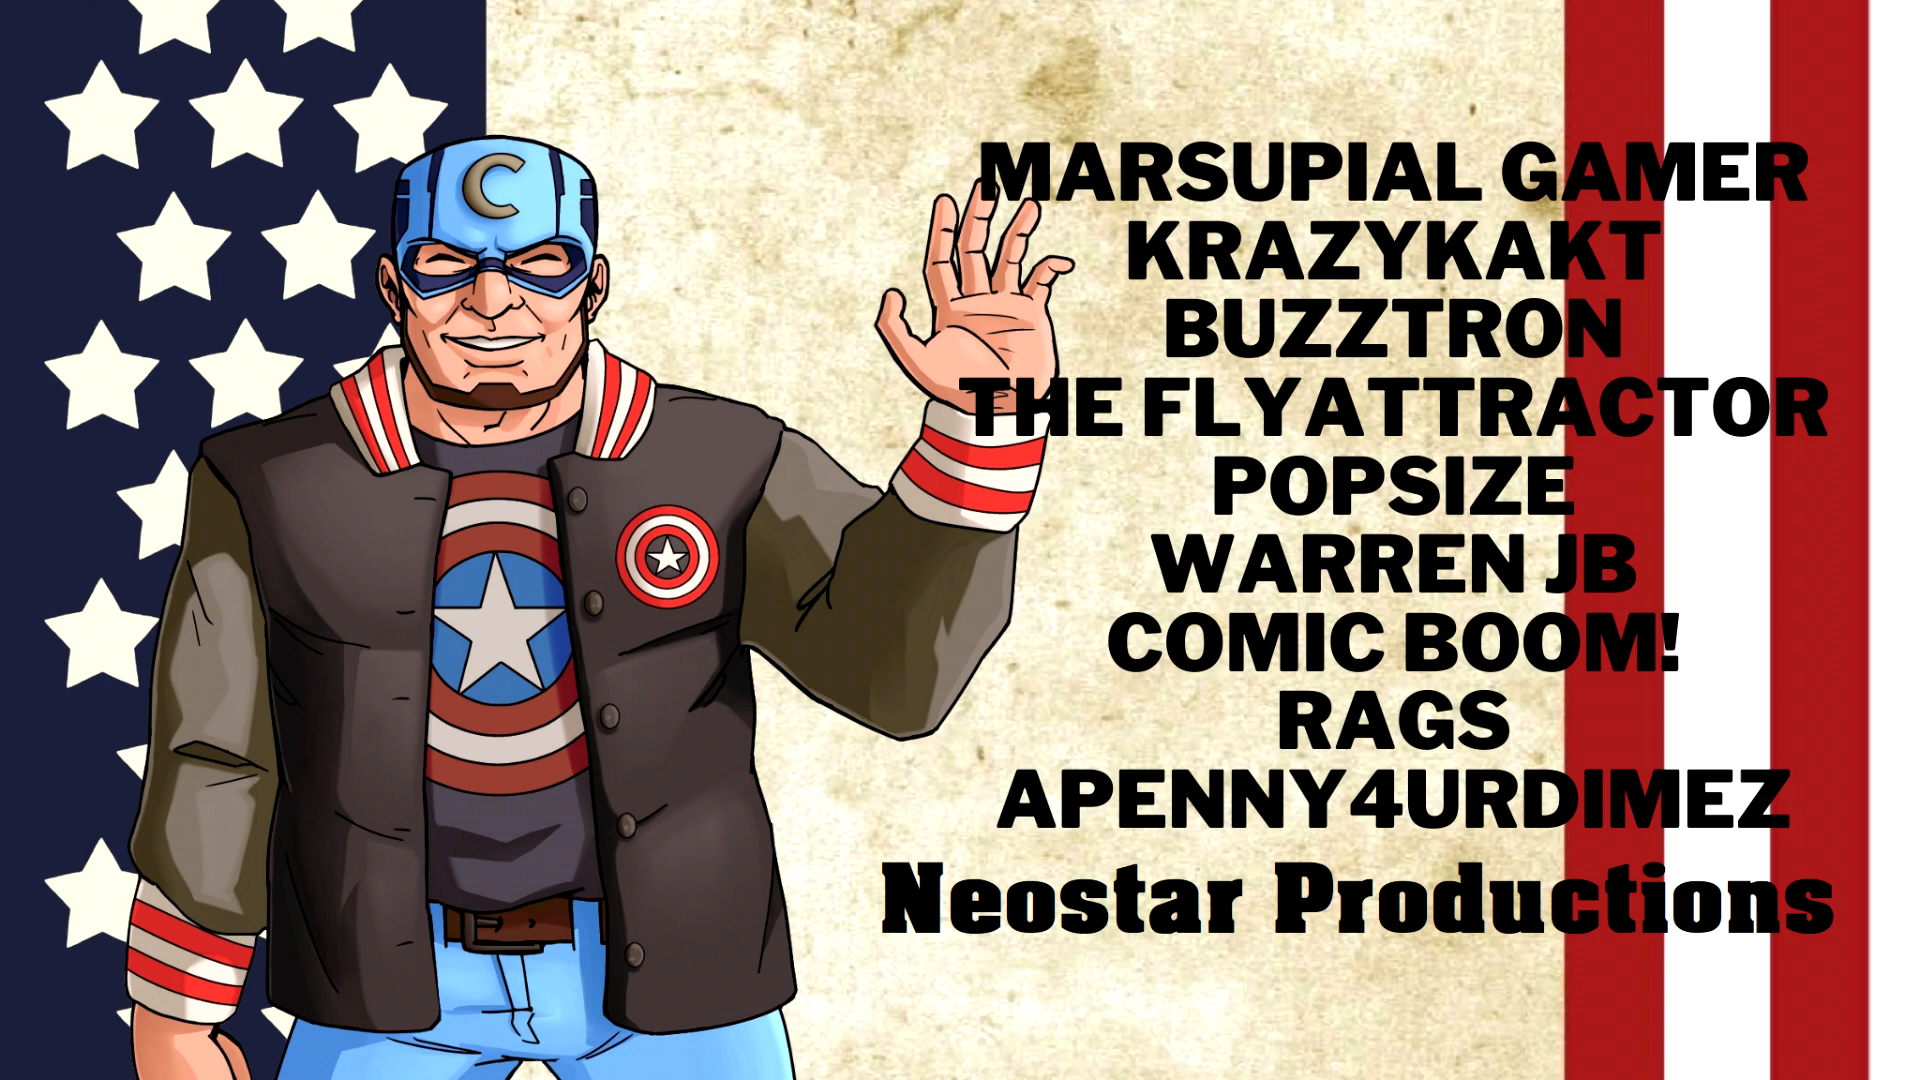 C
MARSUPIAL GAMER
KRAZYKAKT
BUZZTRON
THE FLYATTRACTOR
POPSIZE
WARREN JB
COMIC BOOM!
RAGS
APENNY4URDIMEZ
Neostar Productions